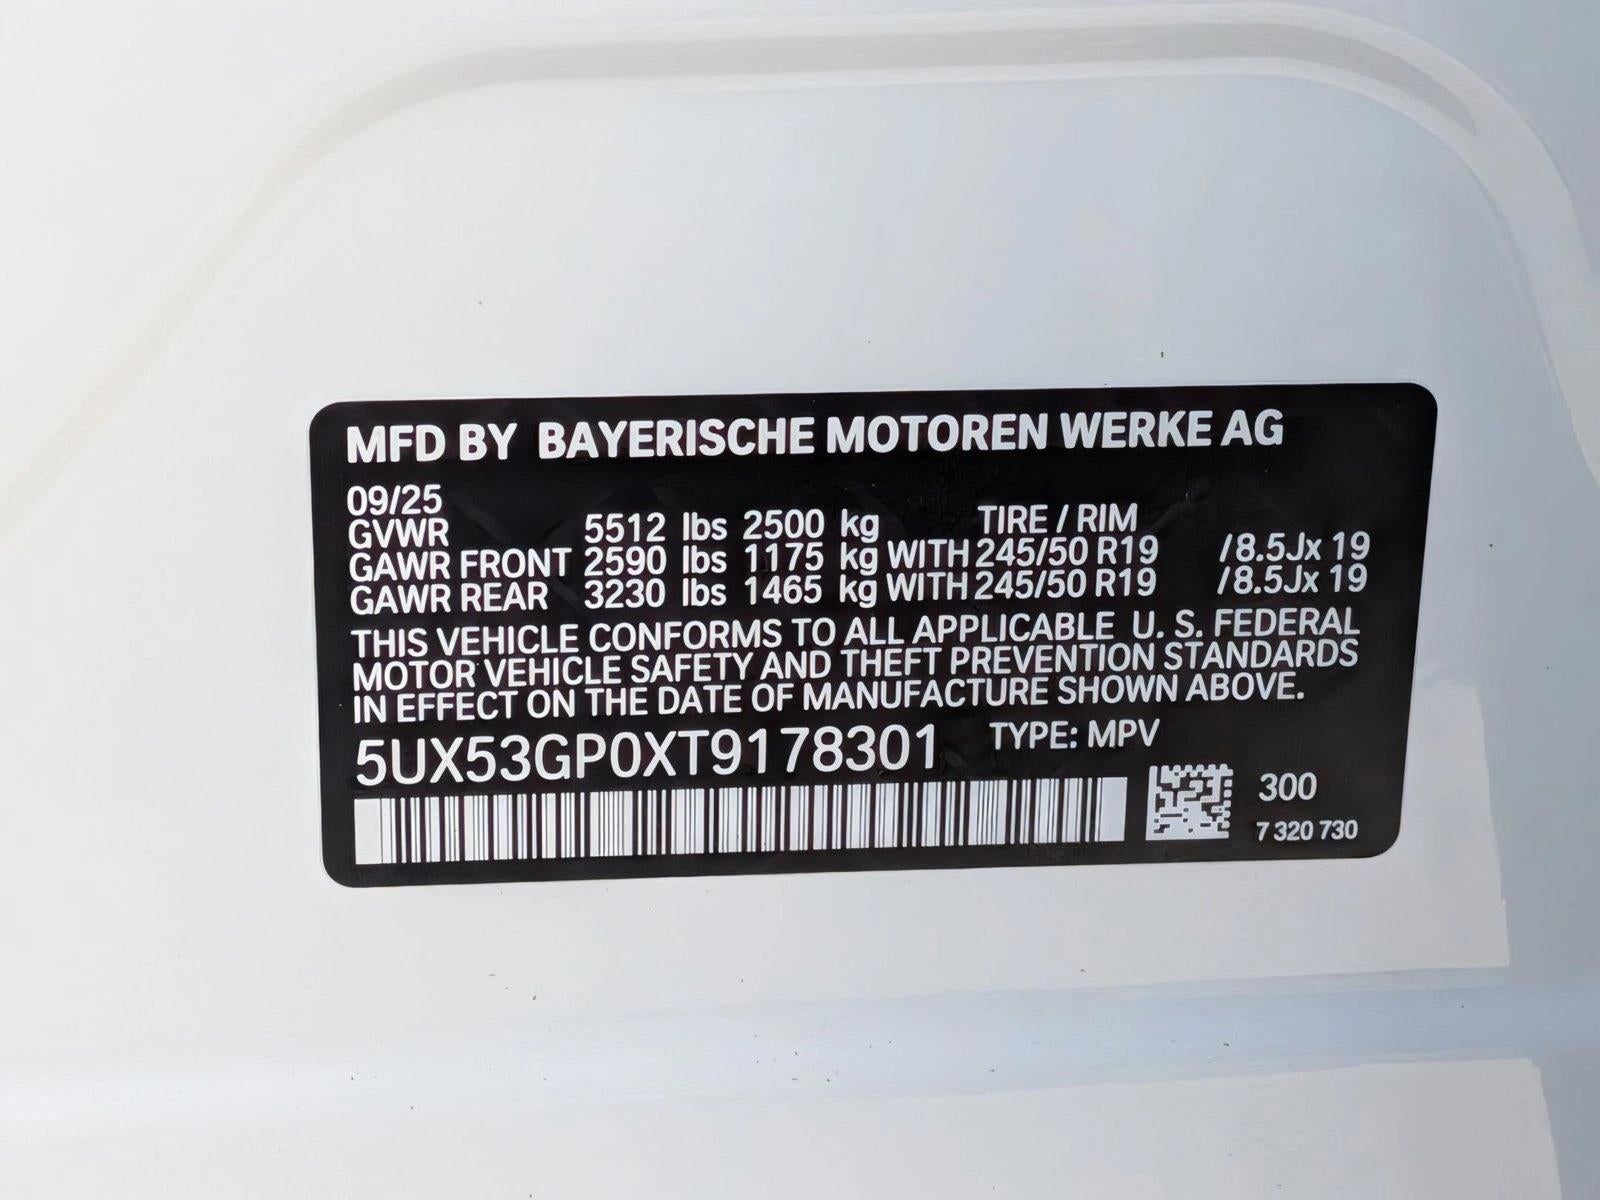 MFD BY BAYERISCHE MOTOREN WERKE AG
09/25
GVWR 5512 lbs 2500 kg TIRE / RIM
GAWR FRONT 2590 lbs 1175 kg WITH 245/50 R19 /8.5Jx 19
GAWR REAR 3230 lbs 1465 kg WITH 245/50 R19 /8.5Jx 19
THIS VEHICLE CONFORMS TO ALL APPLICABLE U. S. FEDERAL
MOTOR VEHICLE SAFETY AND THEFT PREVENTION STANDARDS
IN EFFECT ON THE DATE OF MANUFACTURE SHOWN ABOVE.
5UX53GP0XT9178301 TYPE: MPV
300
7 320 730